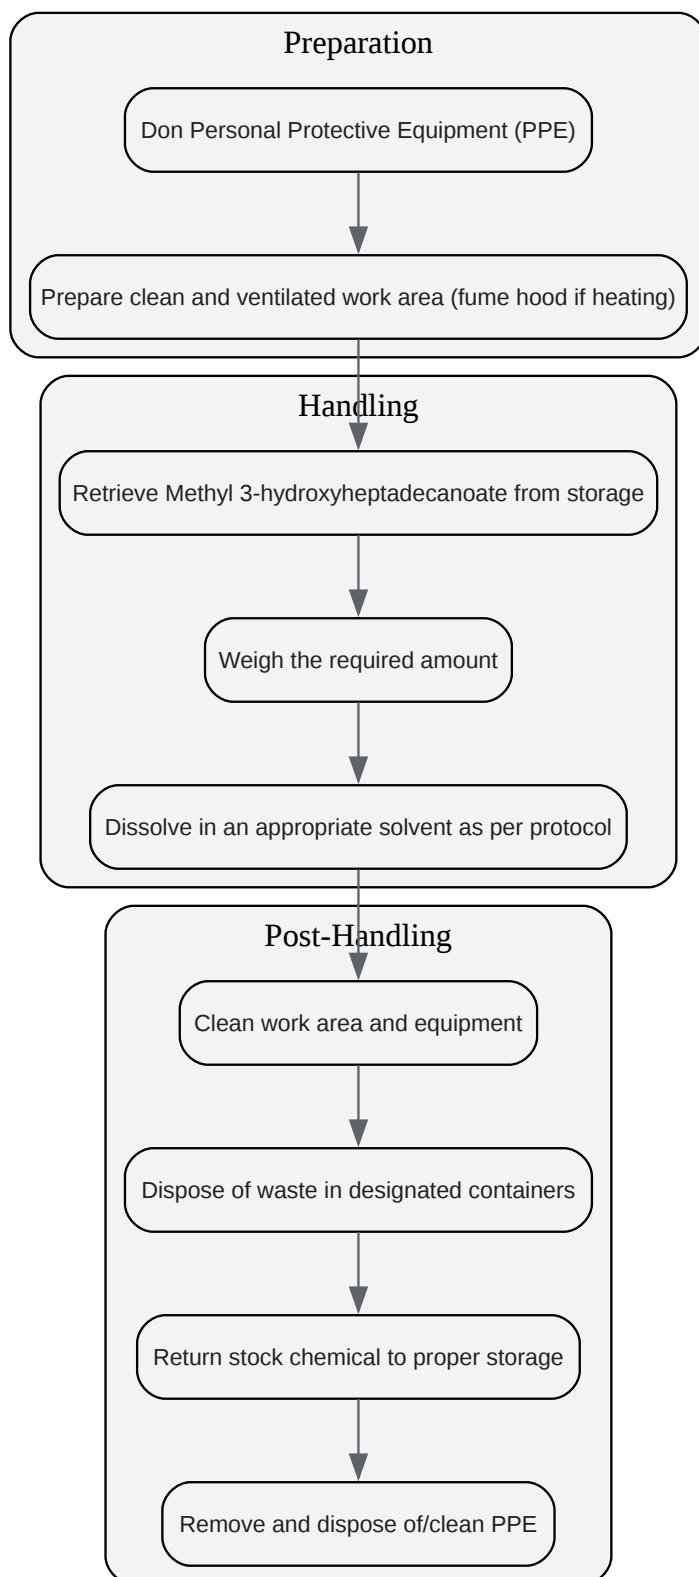 Preparation
Don Personal Protective Equipment (PPE)
Prepare clean and ventilated work area (fume hood if heating)
Handling
Retrieve Methyl 3-hydroxyheptadecanoate from storage
Weigh the required amount
Dissolve in an appropriate solvent as per protocol
Post-Handling
Clean work area and equipment
Dispose of waste in designated containers
Return stock chemical to proper storage
Remove and dispose of/clean PPE